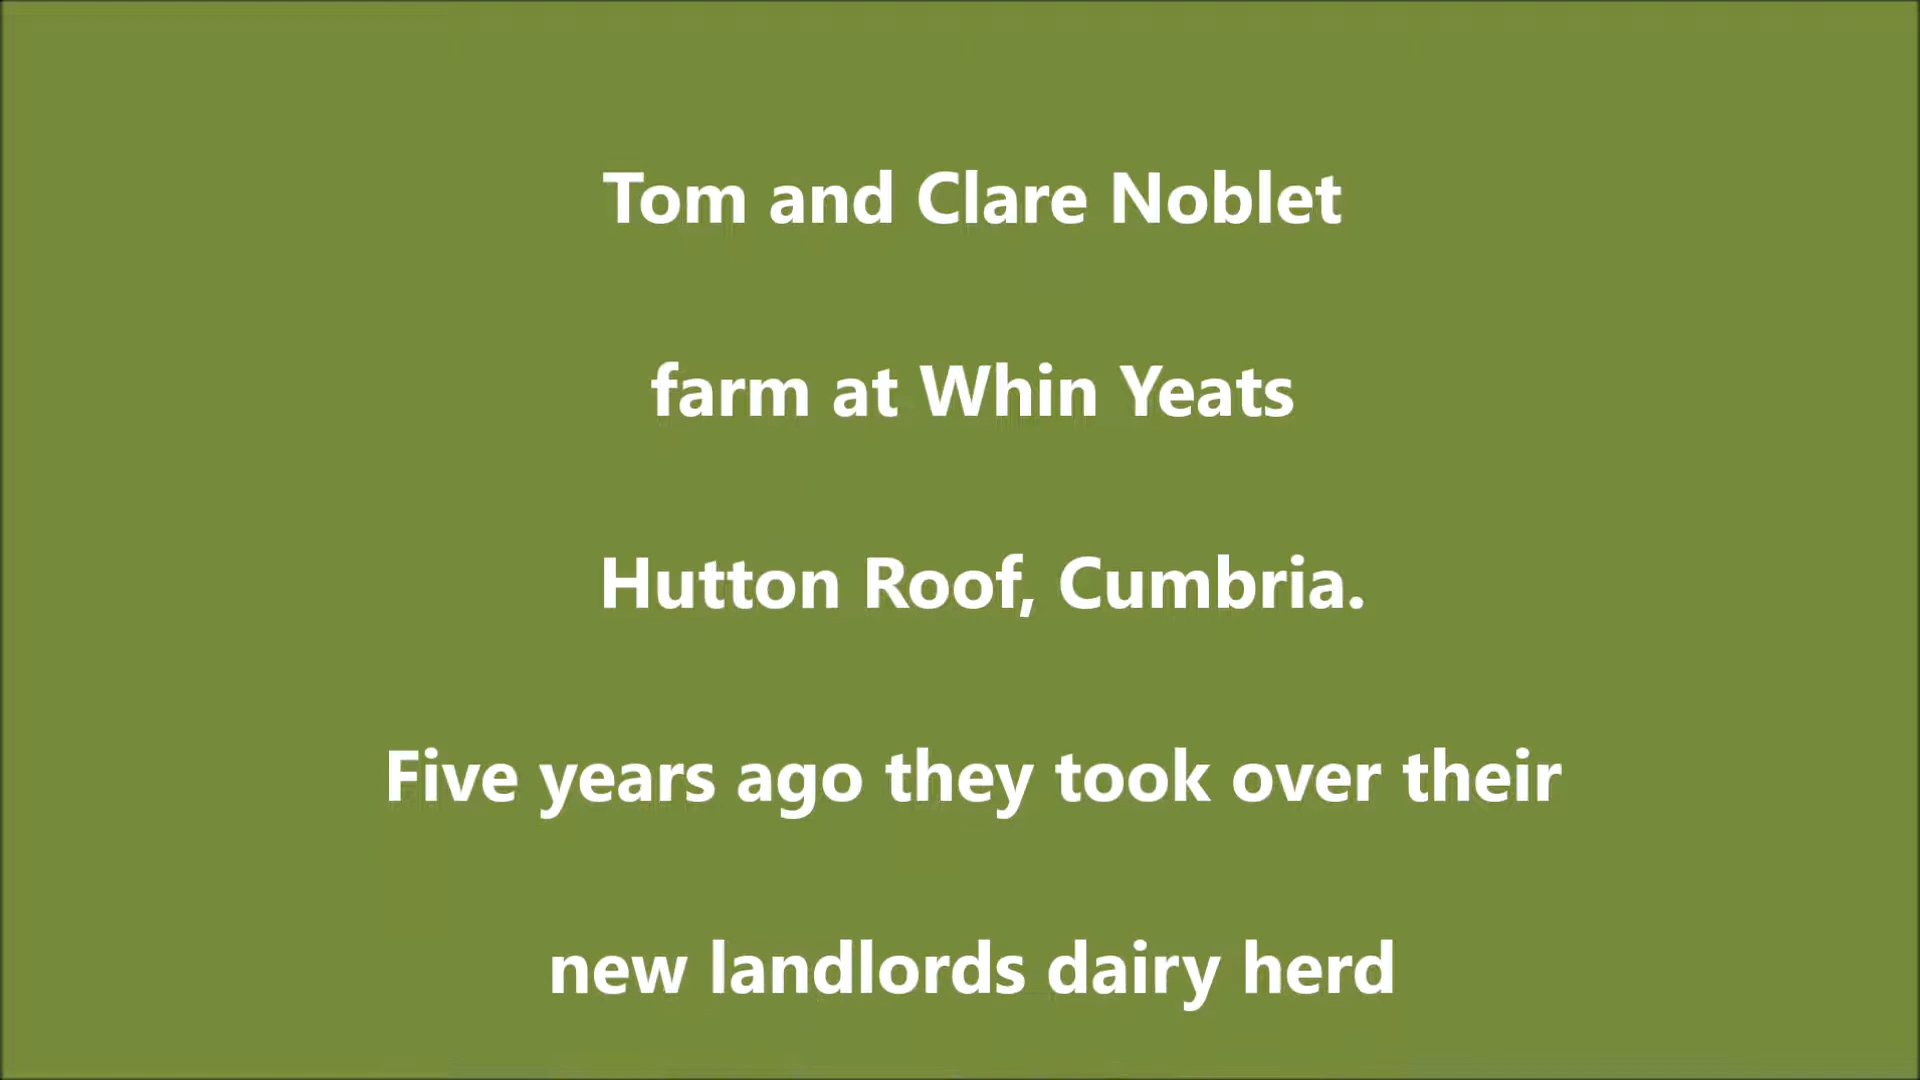 Tom and Clare Noblet
farm at Whin Yeats
Hutton Roof, Cumbria.
Five years ago they took over their
new landlords dairy herd